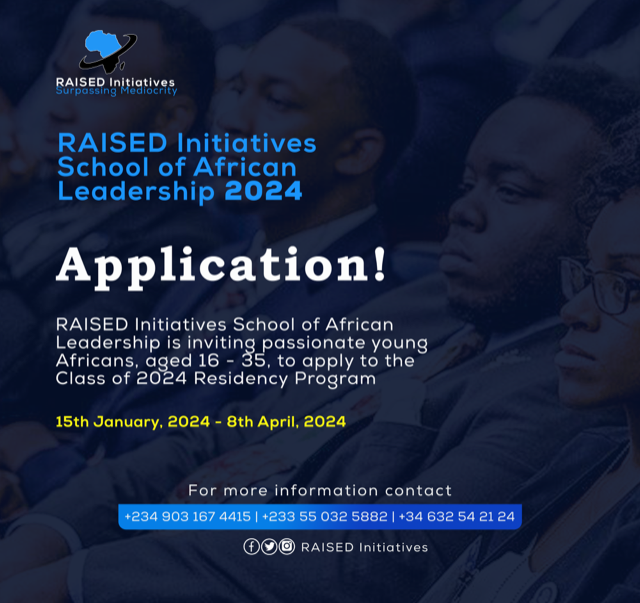 RAISED Initiatives
Surpassing Mediocrity
RAISED Initiatives
School of African
Leadership 2024
Application!
RAISED Initiatives School of African
Leadership is inviting passionate young
Africans, aged 16 - 35, to apply to the
Class of 2024 Residency Program
15th January, 2024 - 8th April, 2024
For more information contact
+234 903 167 4415 | +233 55 032 5882 | +34 632 54 21 24
RAISED Initiatives